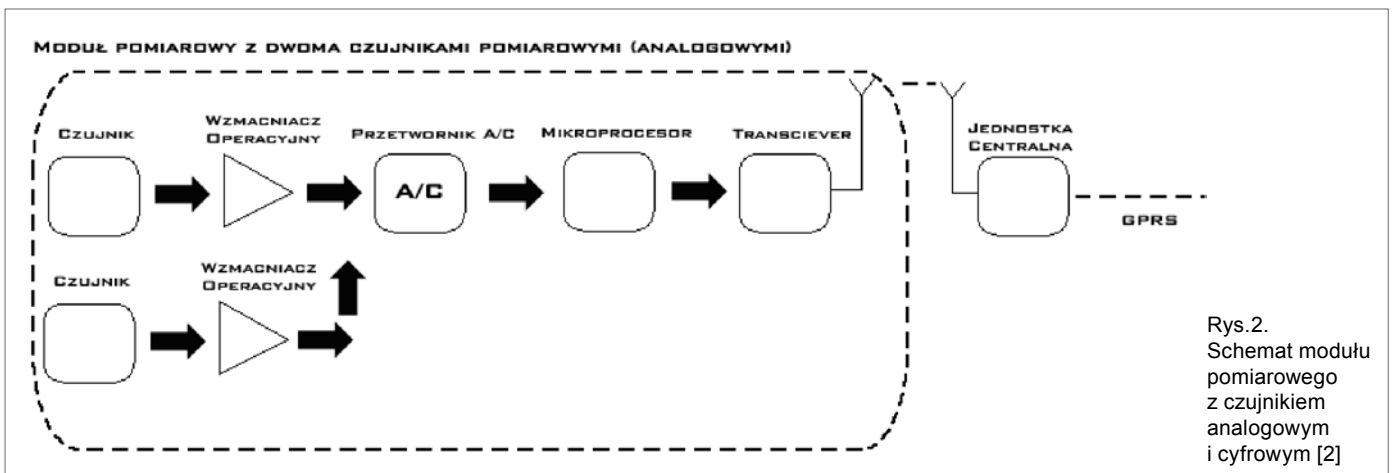 MODUŁ POMIAROWY Z DWOMA CZUJNIKAMI POMIAROWYMI (ANALOGOWYMI)
CZUJNIK
WZMACNIACZ
OPERACYJNY
PRZETWORNIK A/C
A/C
MIKROPROCESOR
TRANSCIEVER
JEDNOSTKA
CENTRALNA
GPRS
CZUJNIK
WZMACNIACZ
OPERACYJNY
Rys.2.
Schemat modułu
pomiarowego
z czujnikiem
analogowym
i cyfrowym [2]